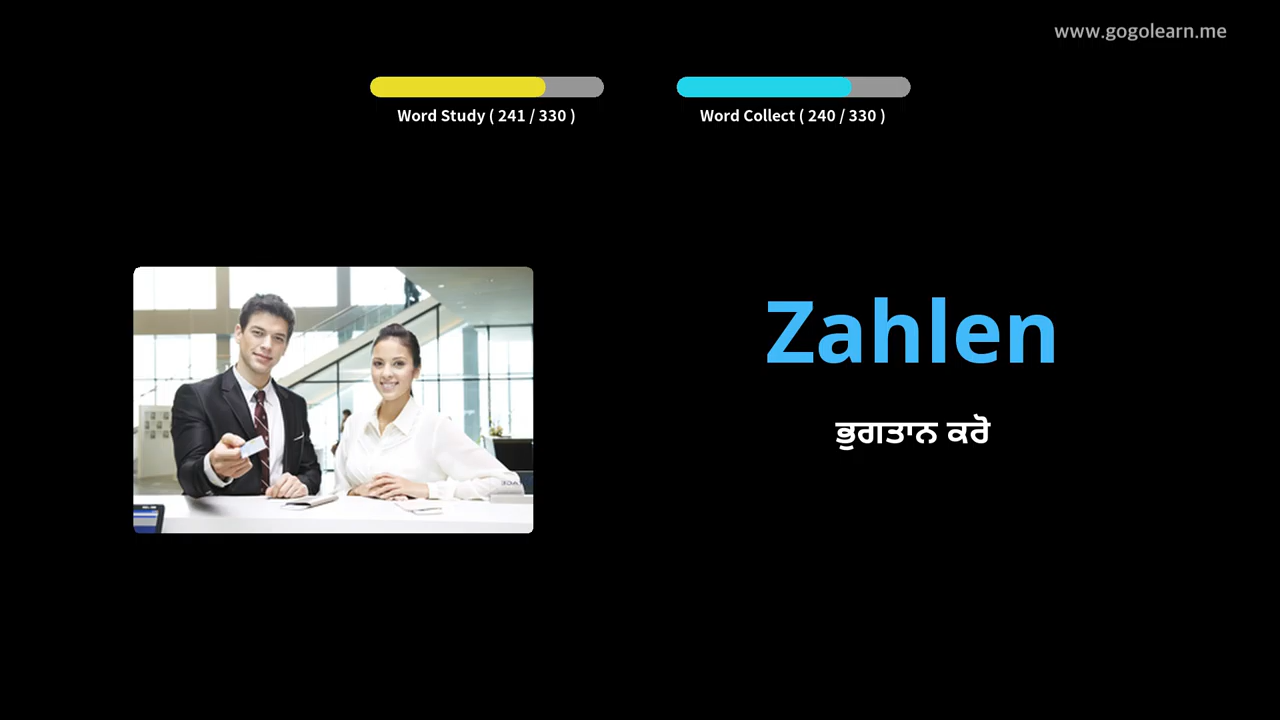 www.gogolearn.me
Word Study ( 241 / 330 )
Word Collect ( 240 / 330 )
Zahlen
ਭੁਗਤਾਨ ਕਰੋ